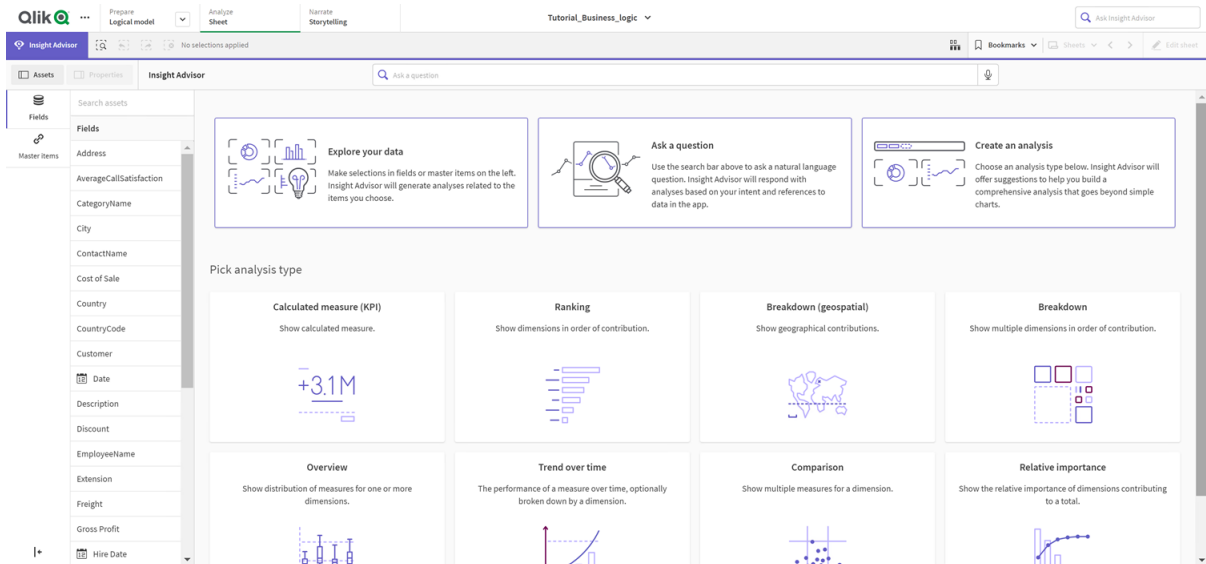 Qlik
Prepare
Logical model
Analyze
Sheet
Narrate
Storytelling
Tutorial_Business_logic
Ask Insight Advisor
Insight Advisor
No selections applied
Bookmarks
Sheets
Edit sheet
Assets
Properties
Insight Advisor
Ask a question
Fields
Master Items
Search assets
Fields
Address
AverageCallSatisfaction
CategoryName
City
ContactName
Cost of Sale
Country
CountryCode
Customer
Date
Description
Discount
EmployeeName
Extension
Freight
Gross Profit
Hire Date
Explore your data
Make selections in fields or master items on the left.
Insight Advisor will generate analyses related to the
items you choose.
Ask a question
Use the search bar above to ask a natural language
question. Insight Advisor will respond with
analyses based on your intent and references to
data in the app.
Create an analysis
Choose an analysis type below. Insight Advisor will
offer suggestions to help you build a
comprehensive analysis that goes beyond simple
charts.
Pick analysis type
Calculated measure (KPI)
Show calculated measure.
+3.1M
Ranking
Show dimensions in order of contribution.
Breakdown (geospatial)
Show geographical contributions.
Breakdown
Show multiple dimensions in order of contribution.
Overview
Show distribution of measures for one or more
dimensions.
Trend over time
The performance of a measure over time, optionally
broken down by a dimension.
Comparison
Show multiple measures for a dimension.
Relative importance
Show the relative importance of dimensions contributing
to a total.